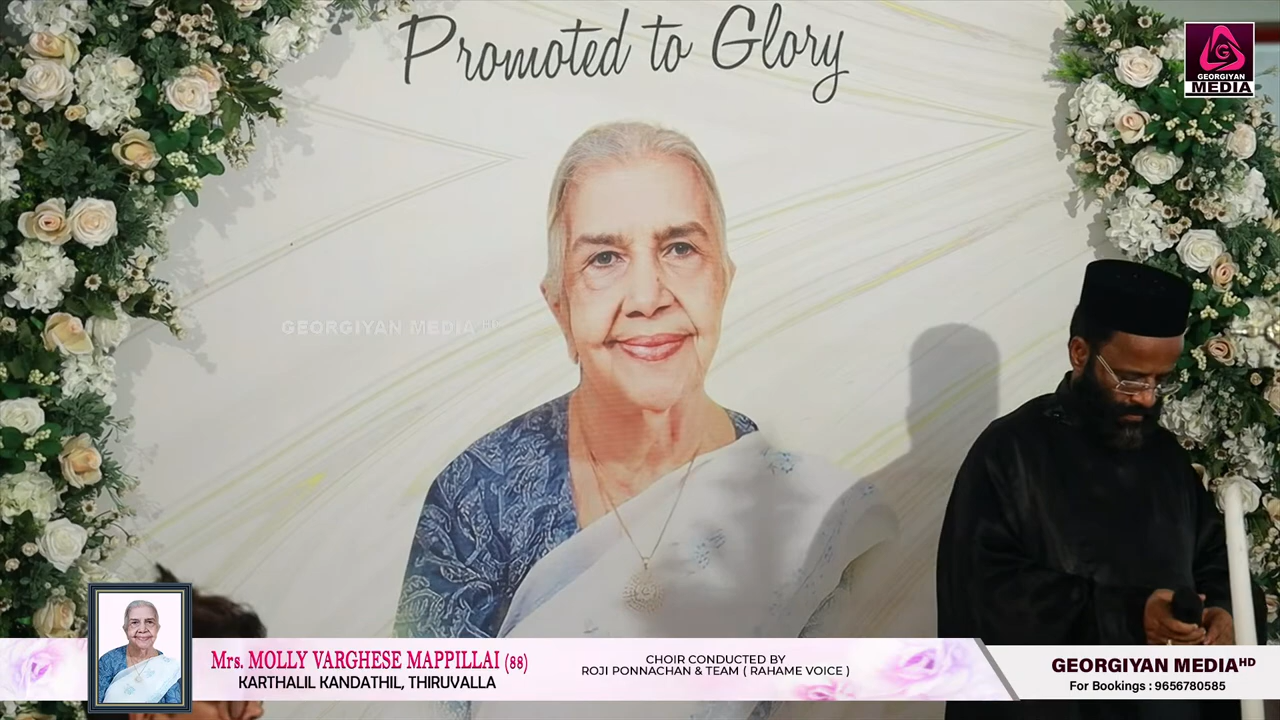 Promoted to Glory
GEORGIYAN
MEDIA
GEORGIYAN MEDIA HD
Mrs. MOLLY VARGHESE MAPPILLAI (88)
KARTHALIL KANDATHIL, THIRUVALLA
CHOIR CONDUCTED BY
ROJI PONNACHAN & TEAM ( RAHAME VOICE )
GEORGIYAN MEDIAHD
For Bookings : 9656780585